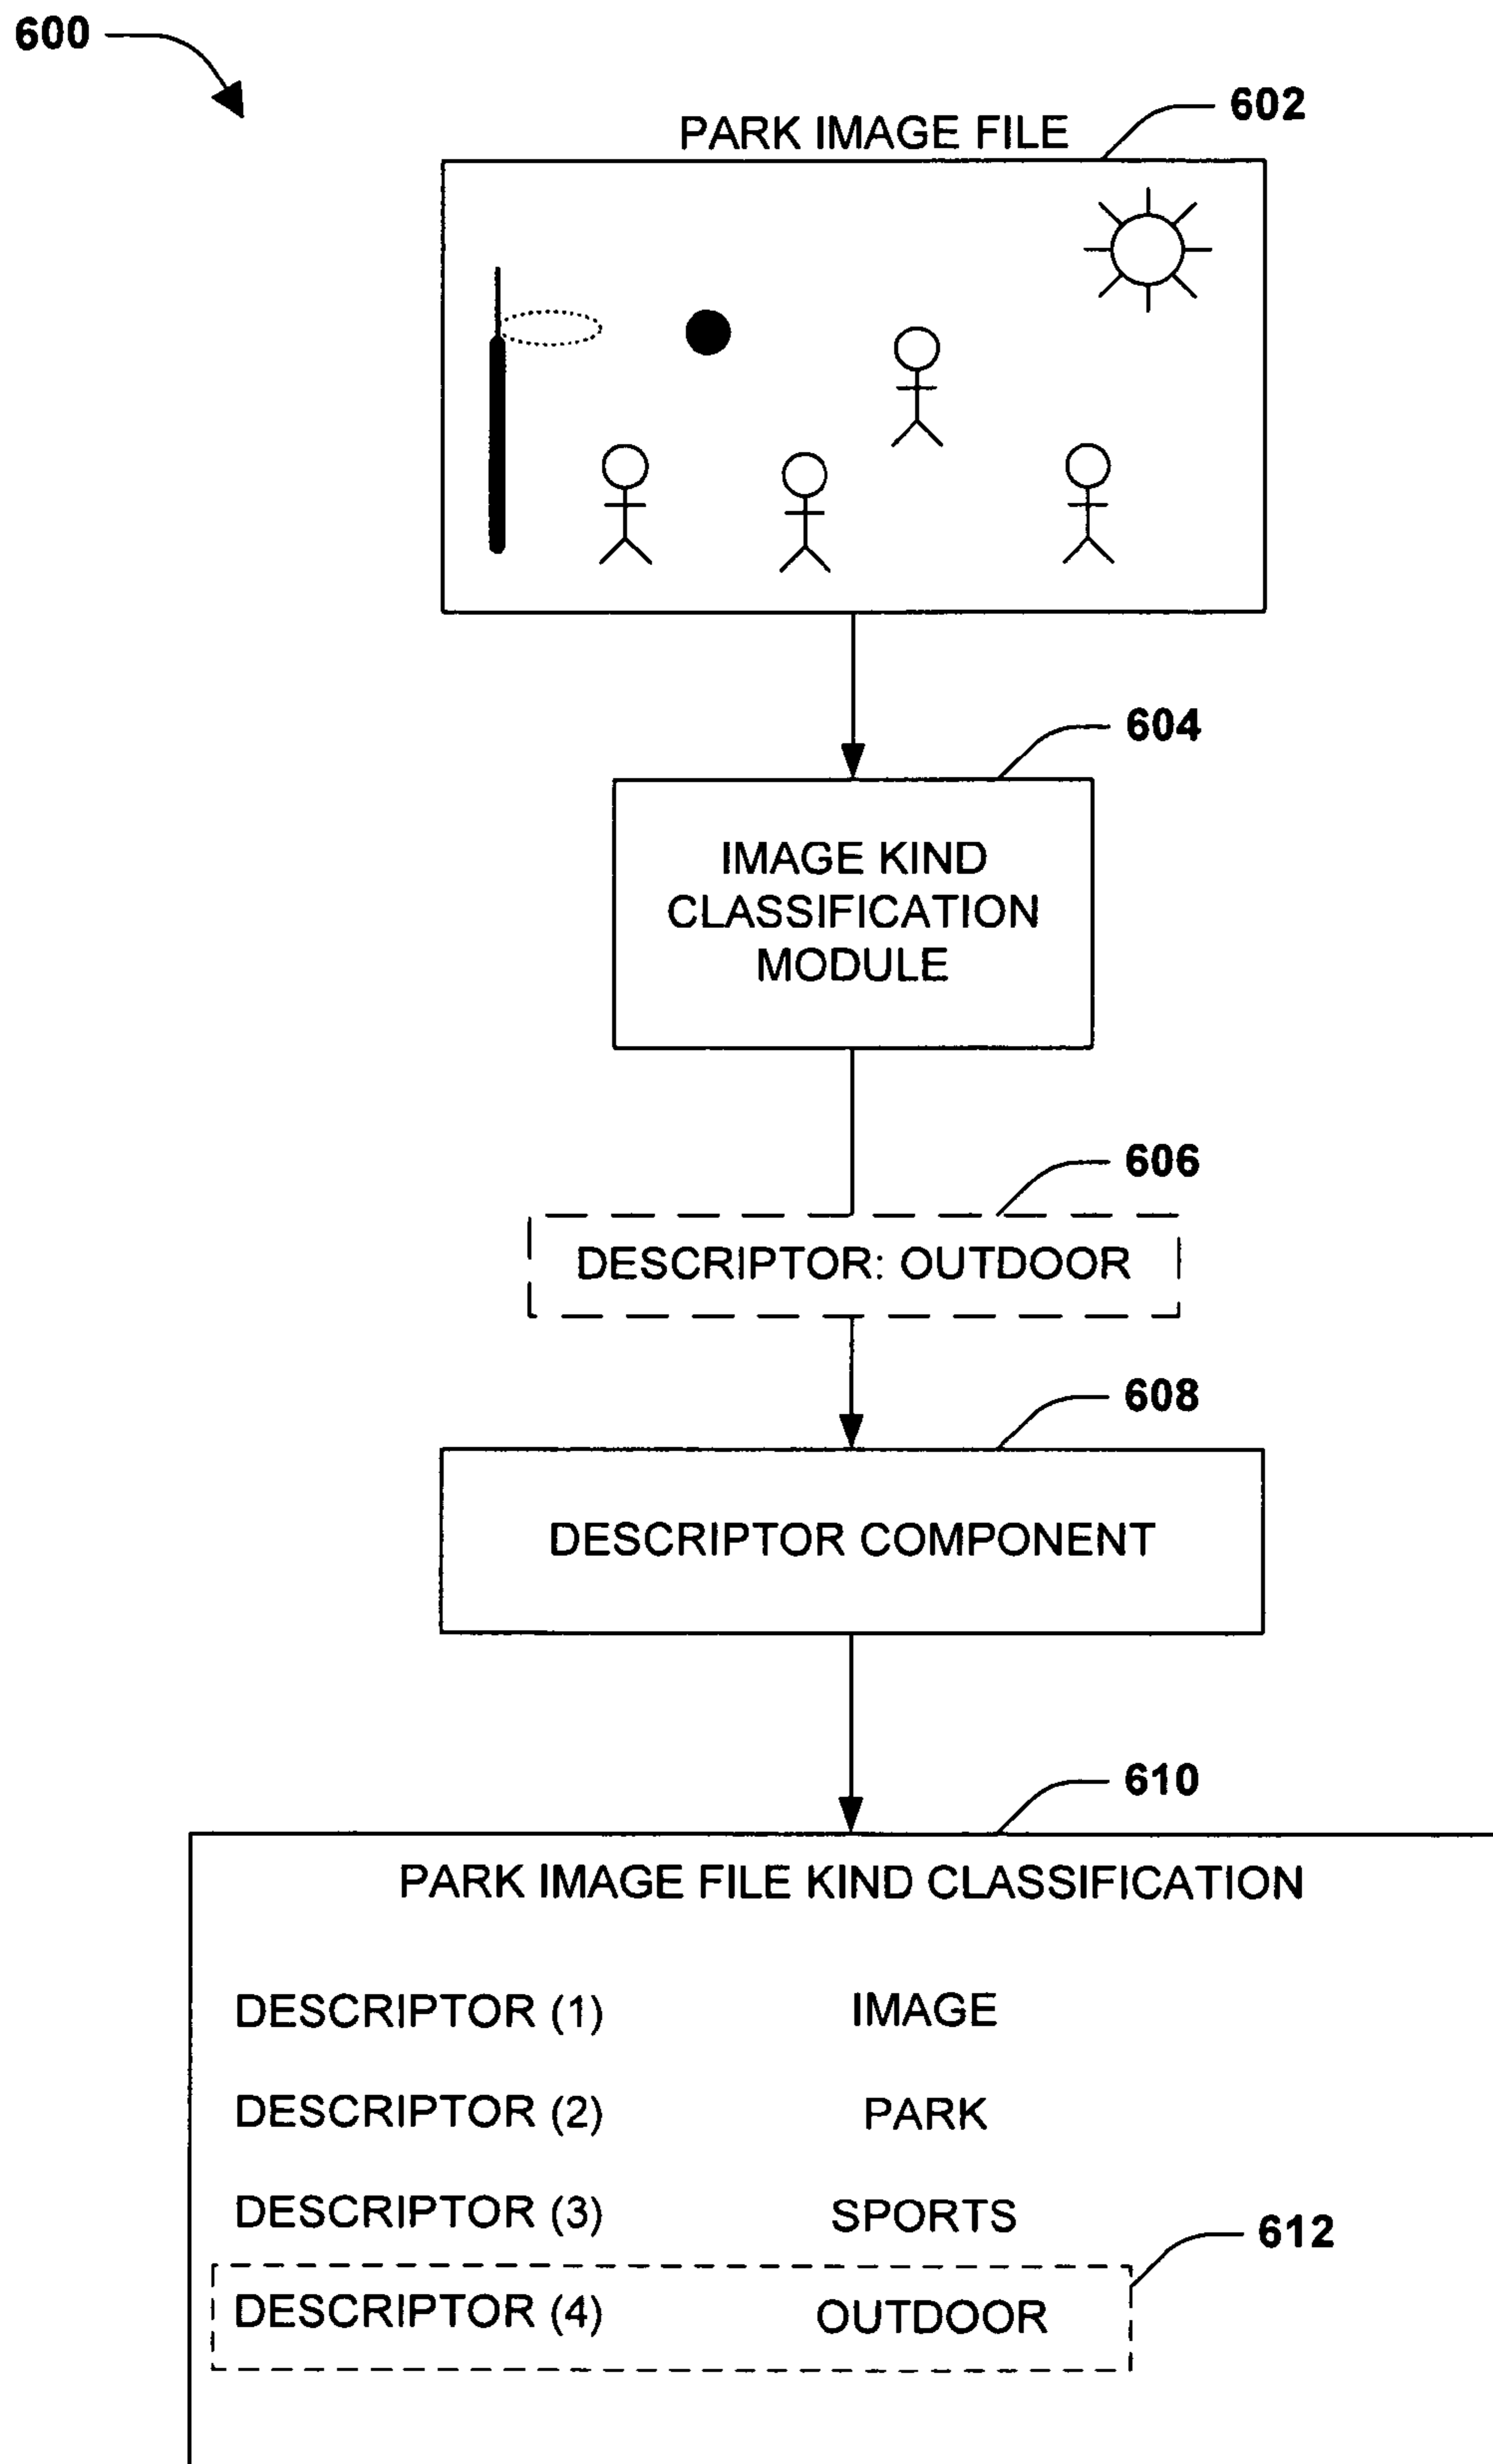 600
602
PARK IMAGE FILE
604
IMAGE KIND
CLASSIFICATION
MODULE
606
DESCRIPTOR: OUTDOOR
608
DESCRIPTOR COMPONENT
610
PARK IMAGE FILE KIND CLASSIFICATION
DESCRIPTOR (1) IMAGE
DESCRIPTOR (2) PARK
DESCRIPTOR (3) SPORTS
612
DESCRIPTOR (4) OUTDOOR